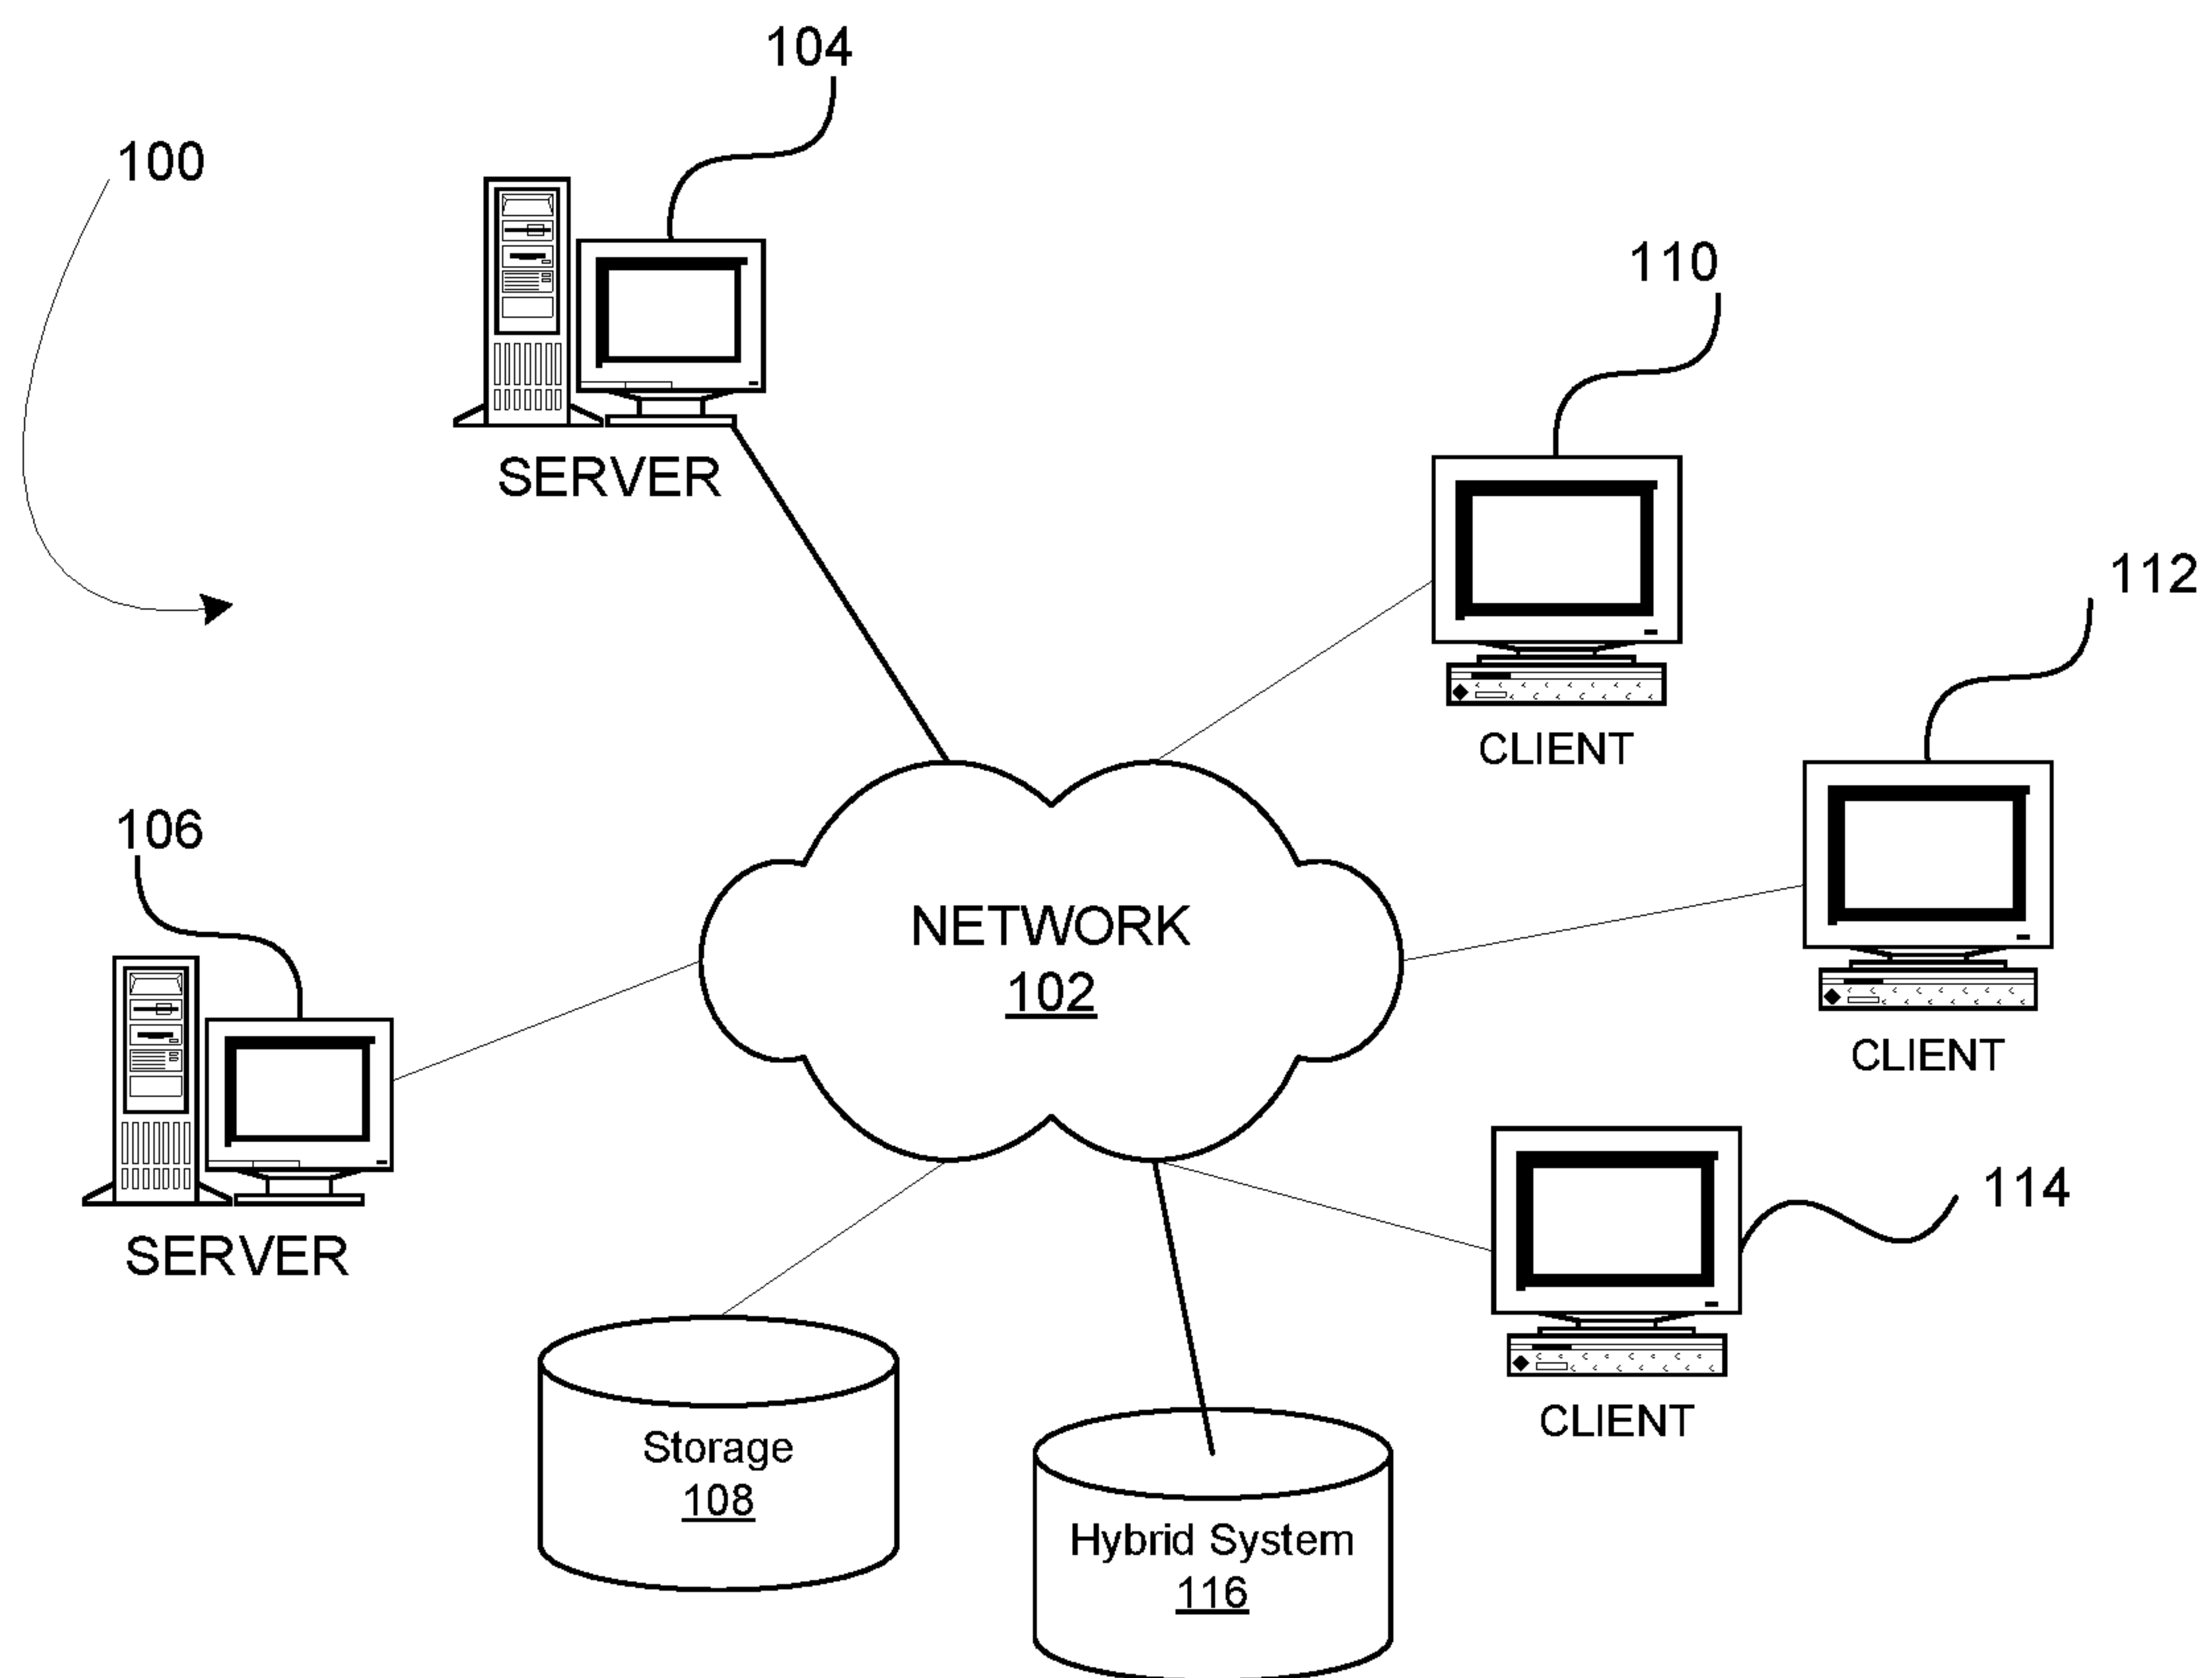 104
100
110
SERVER
112
CLIENT
106
NETWORK
102
CLIENT
114
SERVER
CLIENT
Storage
108
Hybrid System
116